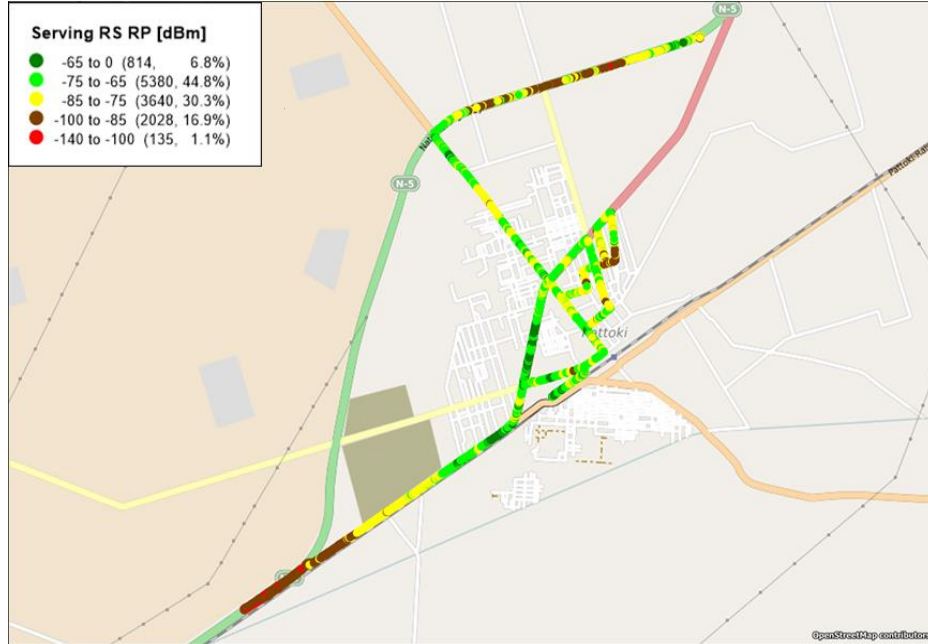 Serving RS RP [dBm]
-65 to 0 (814, 6.8%)
-75 to -65 (5380, 44.8%)
-85 to -75 (3640, 30.3%)
-100 to -85 (2028, 16.9%)
-140 to -100 (135, 1.1%)
N-5
N-5
Pattoki
OpenStreetMap contributors